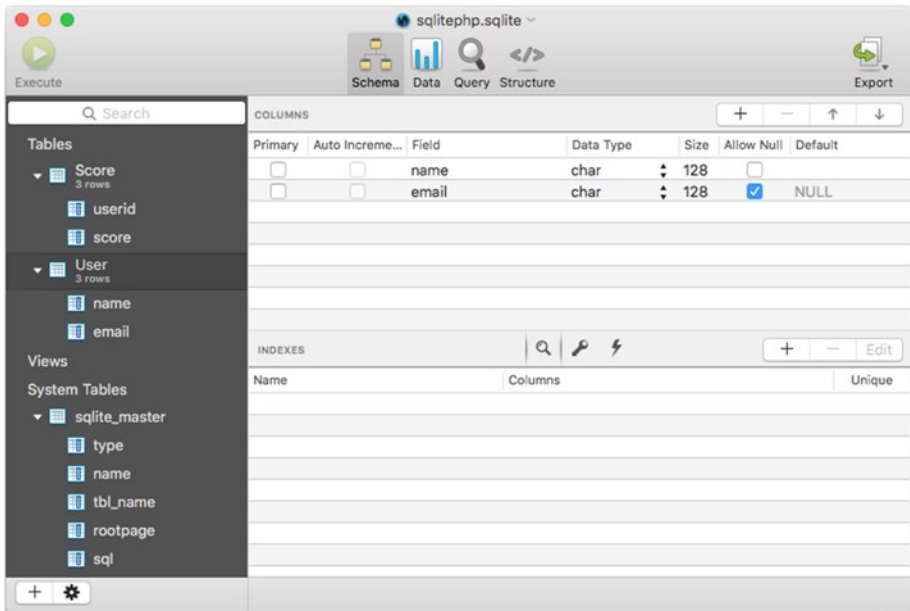 sqlitephp.sqlite
Execute
Schema Data Query Structure
Export
Search
Tables
Score
3 rows
userid
score
User
3 rows
name
email
Views
System Tables
sqlite_master
type
name
tbl_name
rootpage
sql
COLUMNS
Primary Auto Increme... Field Data Type Size Allow Null Default
name char 128
email char 128 NULL
INDEXES
Edit
Name Columns Unique